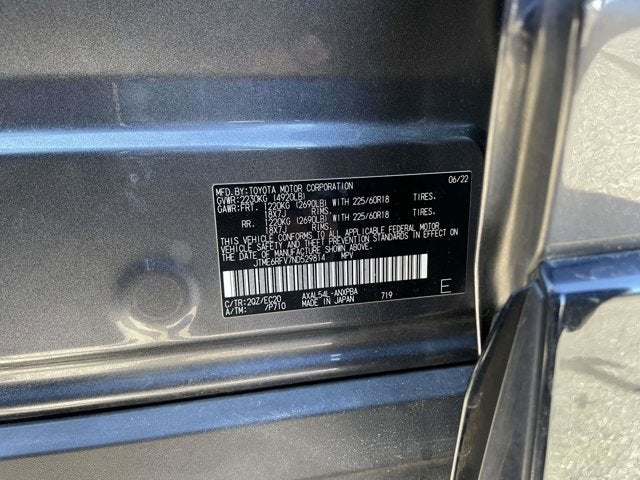 MFD.BY:TOYOTA MOTOR CORPORATION 06/22
GVWR:2230KG (4920LB)
GAWR:FRT. 1220KG (2690LB) WITH 225/60R18 TIRES.
18X7J RIMS.
RR. 1220KG (2690LB) WITH 225/60R18 TIRES.
18X7J RIMS.
THIS VEHICLE CONFORMS TO ALL APPLICABLE FEDERAL MOTOR
VEHICLE SAFETY AND THEFT PREVENTION STANDARDS IN EFFECT ON
THE DATE OF MANUFACTURE SHOWN ABOVE.
JTME6RFV7ND529814 MPV
C/TR:2QZ/EC20 AXAL54L-ANXPBA
A/TM: /P710 MADE IN JAPAN 719 E